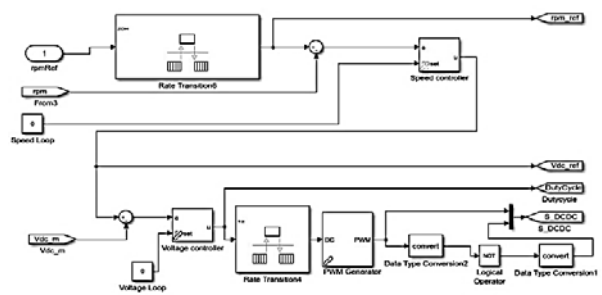 rpm_ref
1
rpmRef
ZOH
Rate Transition6
e
u
Speed controller
rpm
From3
0
Speed Loop
Vdc_ref
DutyCycle
Dutycycle
Vdc_m
Vdc_m
e
u
Voltage controller
0
Voltage Loop
Rate Transition4
DC
PWM
PWM Generator
convert
Data Type Conversion2
NOT
Logical
Operator
convert
Data Type Conversion1
S_DCDC
S_DCDC